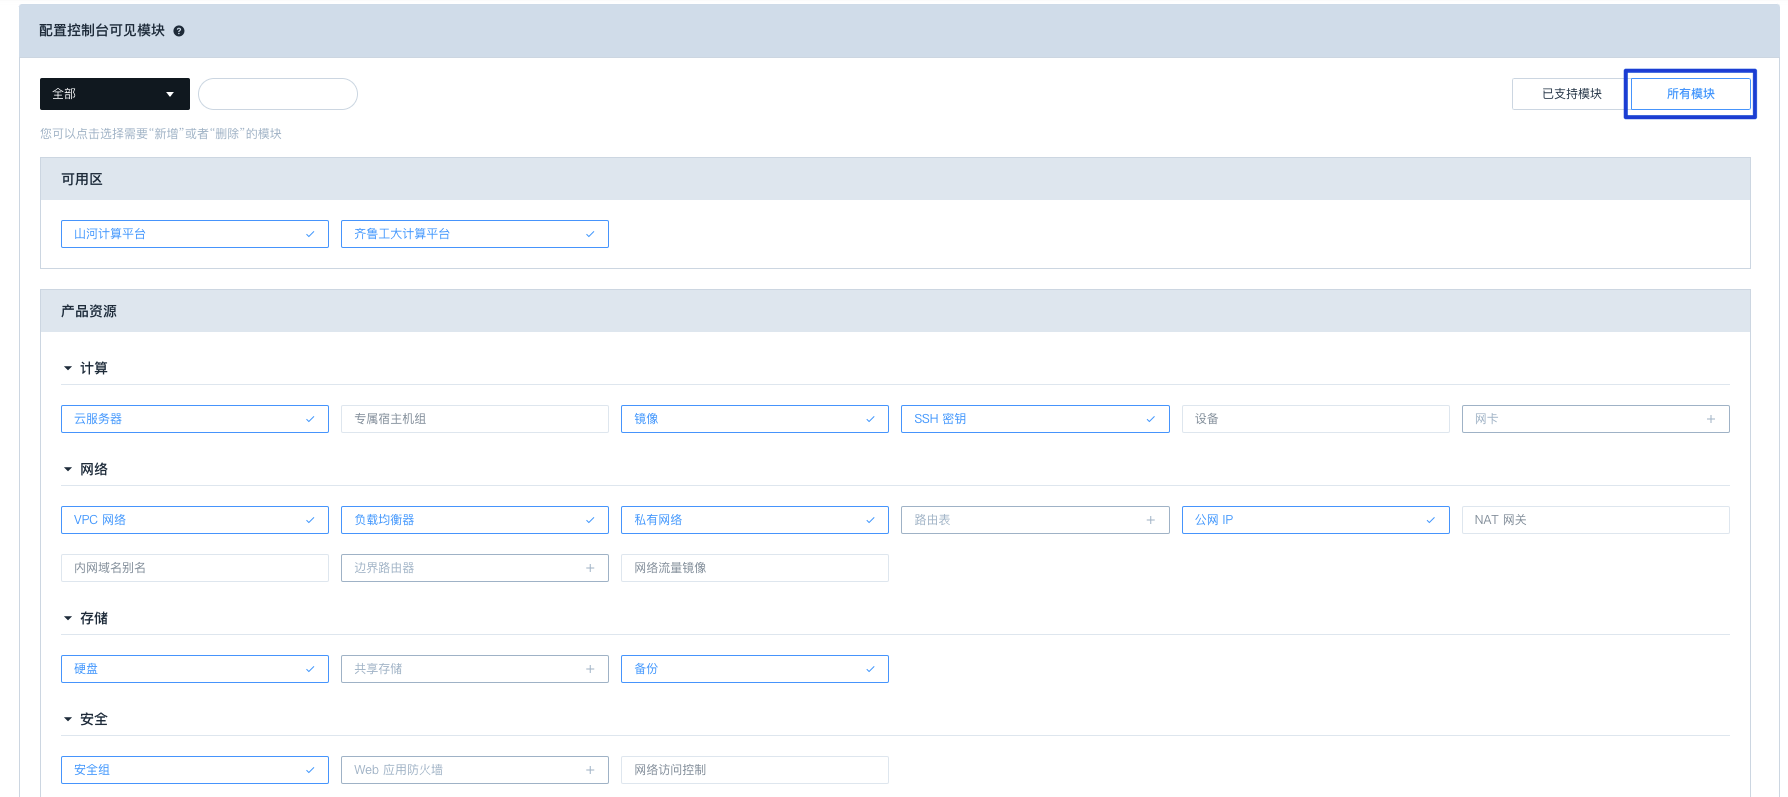 配置控制台可见模块
全部
已支持模块 所有模块
您可以点击选择需要“新增”或者“删除”的模块
可用区
山河计算平台 齐鲁工大计算平台
产品资源
计算
云服务器 专属宿主机组 镜像 SSH 密钥 设备 网卡
网络
VPC 网络 负载均衡器 私有网络 路由表 公网 IP NAT 网关
内网域名别名 边界路由器 网络流量镜像
存储
硬盘 共享存储 备份
安全
安全组 Web 应用防火墙 网络访问控制